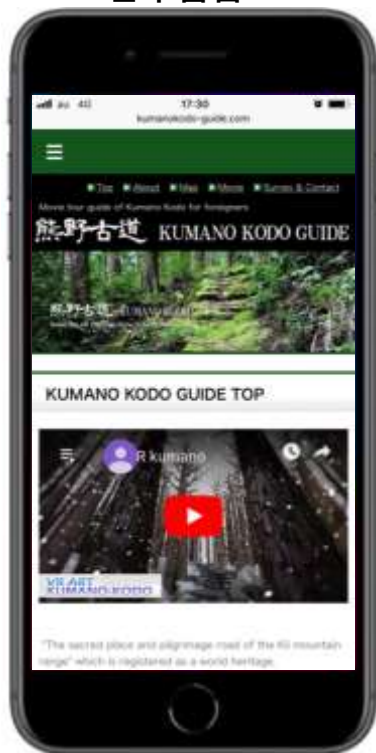 au 4G 17:30
kumanokodo-guide.com
Top About Map Movie Survey & Contact
Movie tour guide of Kumano Kodo for foreigners
熊野古道 KUMANO KODO GUIDE
熊野古道
KUMANO KODO GUIDE TOP
R kumano
VR ART
KUMANO-KODO
"The sacred place and pilgrimage road of the Kii mountain
range" which is registered as a world heritage.